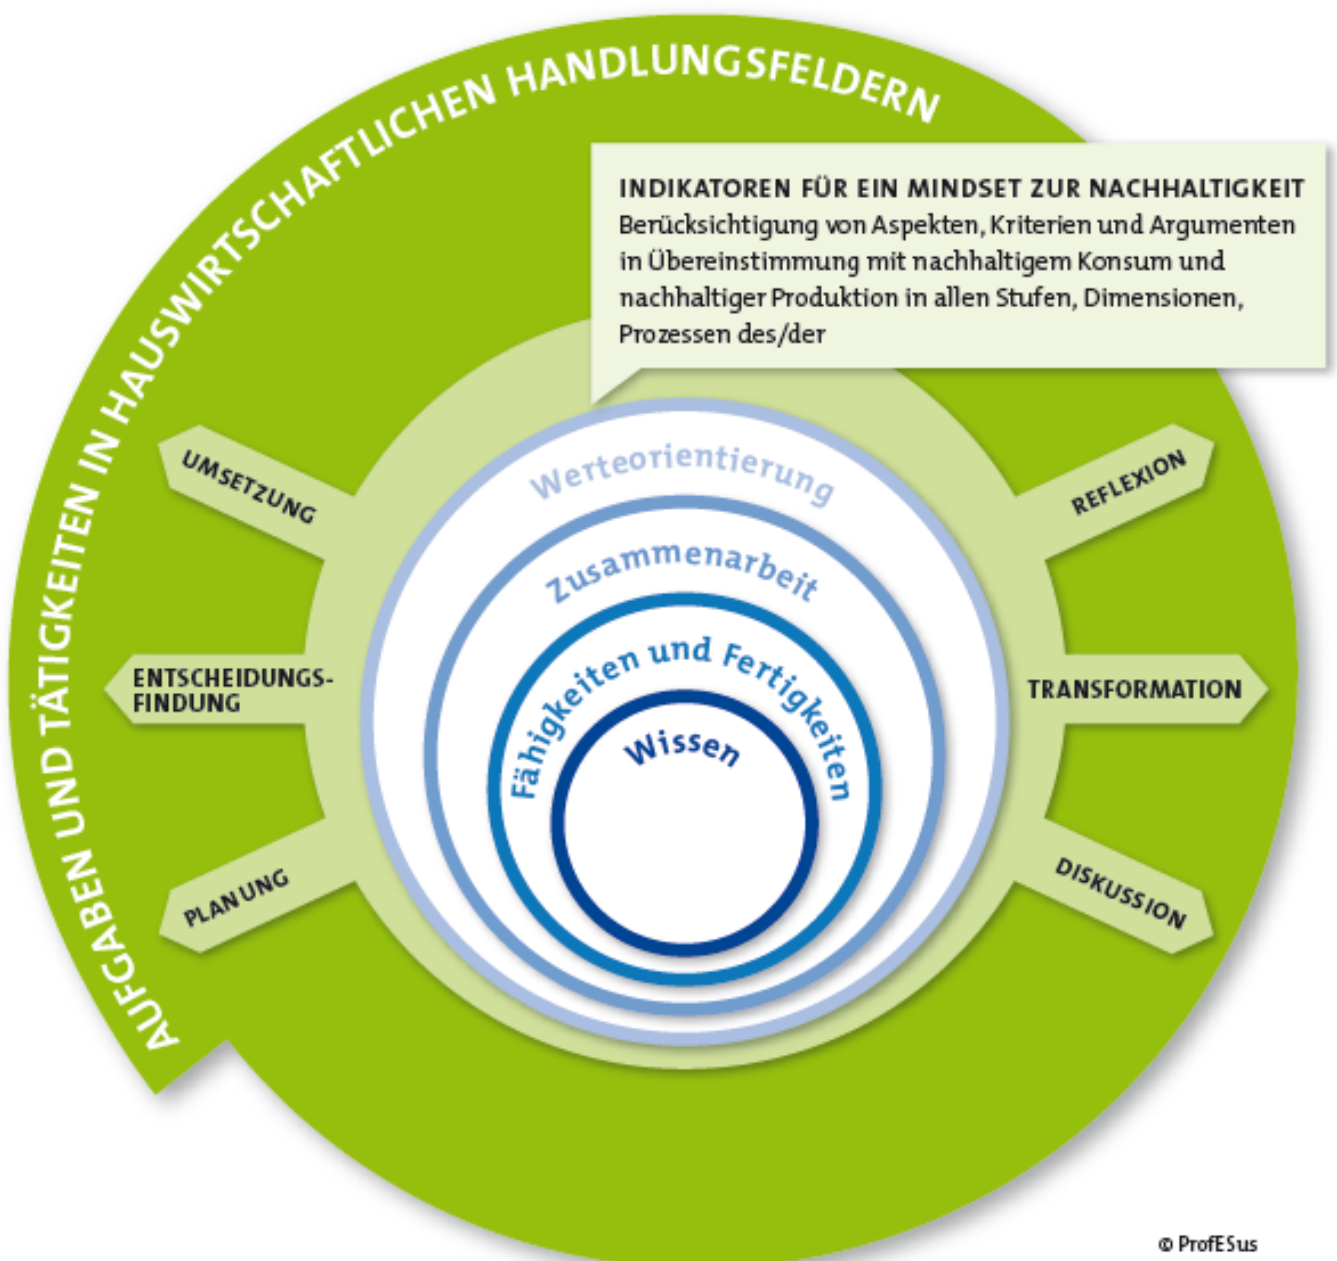 AUFGABEN UND TÄTIGKEITEN IN HAUSWIRTSCHAFTLICHEN HANDLUNGSFELDERN
INDIKATOREN FÜR EIN MINDSET ZUR NACHHALTIGKEIT
Berücksichtigung von Aspekten, Kriterien und Argumenten
in Übereinstimmung mit nachhaltigem Konsum und
nachhaltiger Produktion in allen Stufen, Dimensionen,
Prozessen des/der
UMSETZUNG
ENTSCHEIDUNGS-
FINDUNG
PLANUNG
Werteorientierung
Zusammenarbeit
Fähigkeiten und Fertigkeiten
Wissen
REFLEXION
TRANSFORMATION
DISKUSSION
© ProfESus